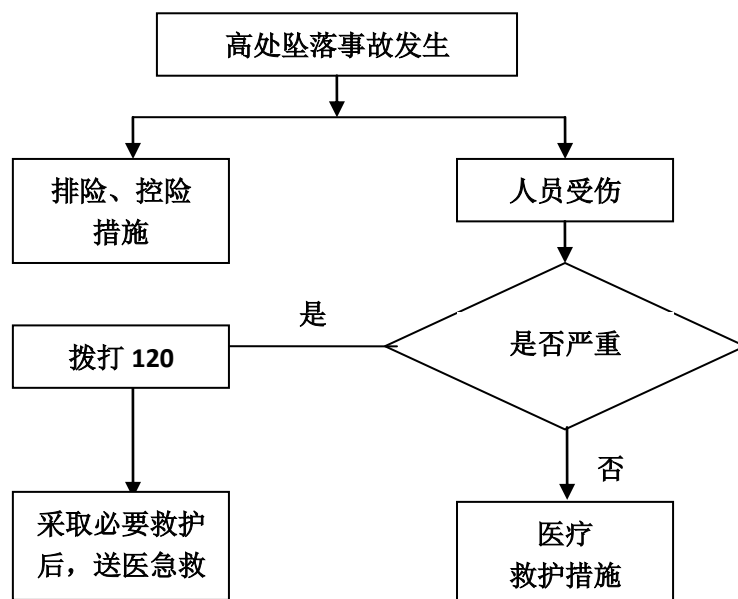 高处坠落事故发生
排险、控险
措施
人员受伤
是
拨打 120
是否严重
否
采取必要救护
后，送医急救
医疗
救护措施